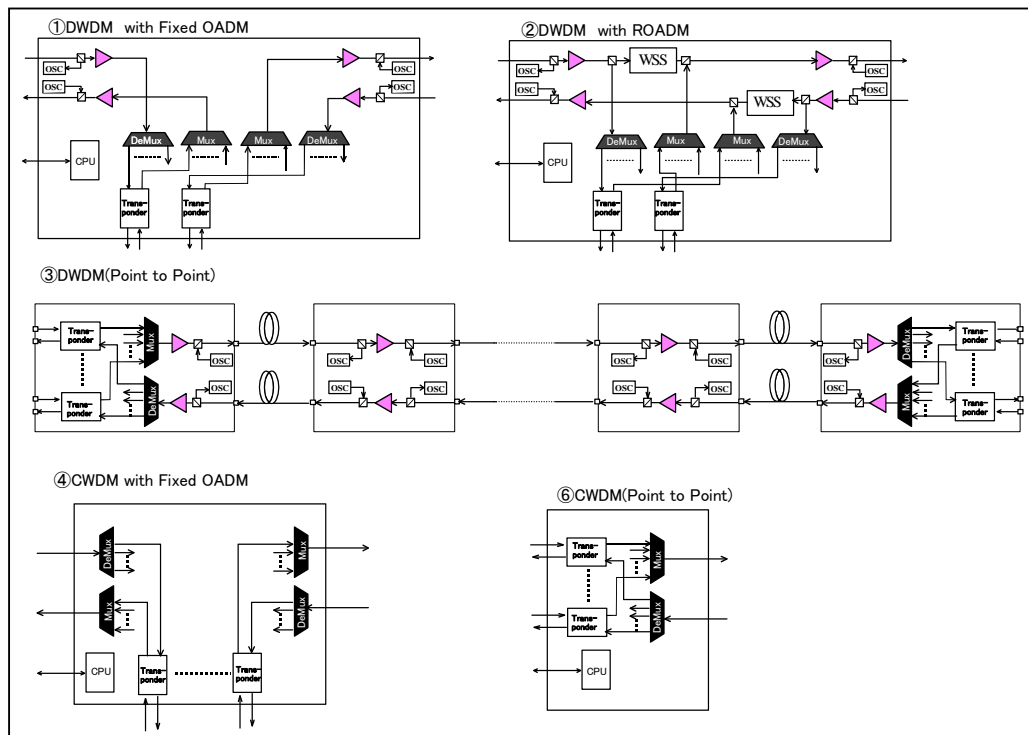 ①DWDM with Fixed OADM
OSC
OSC
OSC
OSC
DeMux
Mux
Mux
DeMux
CPU
Trans-
ponder
Trans-
ponder
②DWDM with ROADM
WSS
OSC
OSC
OSC
OSC
WSS
DeMux
Mux
Mux
DeMux
CPU
Trans-
ponder
Trans-
ponder
③DWDM(Point to Point)
Trans-
ponder
Mux
OSC
OSC
DeMux
Trans-
ponder
OSC
OSC
OSC
OSC
OSC
OSC
OSC
OSC
OSC
OSC
DeMux
Mux
Trans-
ponder
Trans-
ponder
④CWDM with Fixed OADM
DeMux
Mux
Mux
DeMux
CPU
Trans-
ponder
Trans-
ponder
⑥CWDM(Point to Point)
Trans-
ponder
Mux
Trans-
ponder
DeMux
CPU